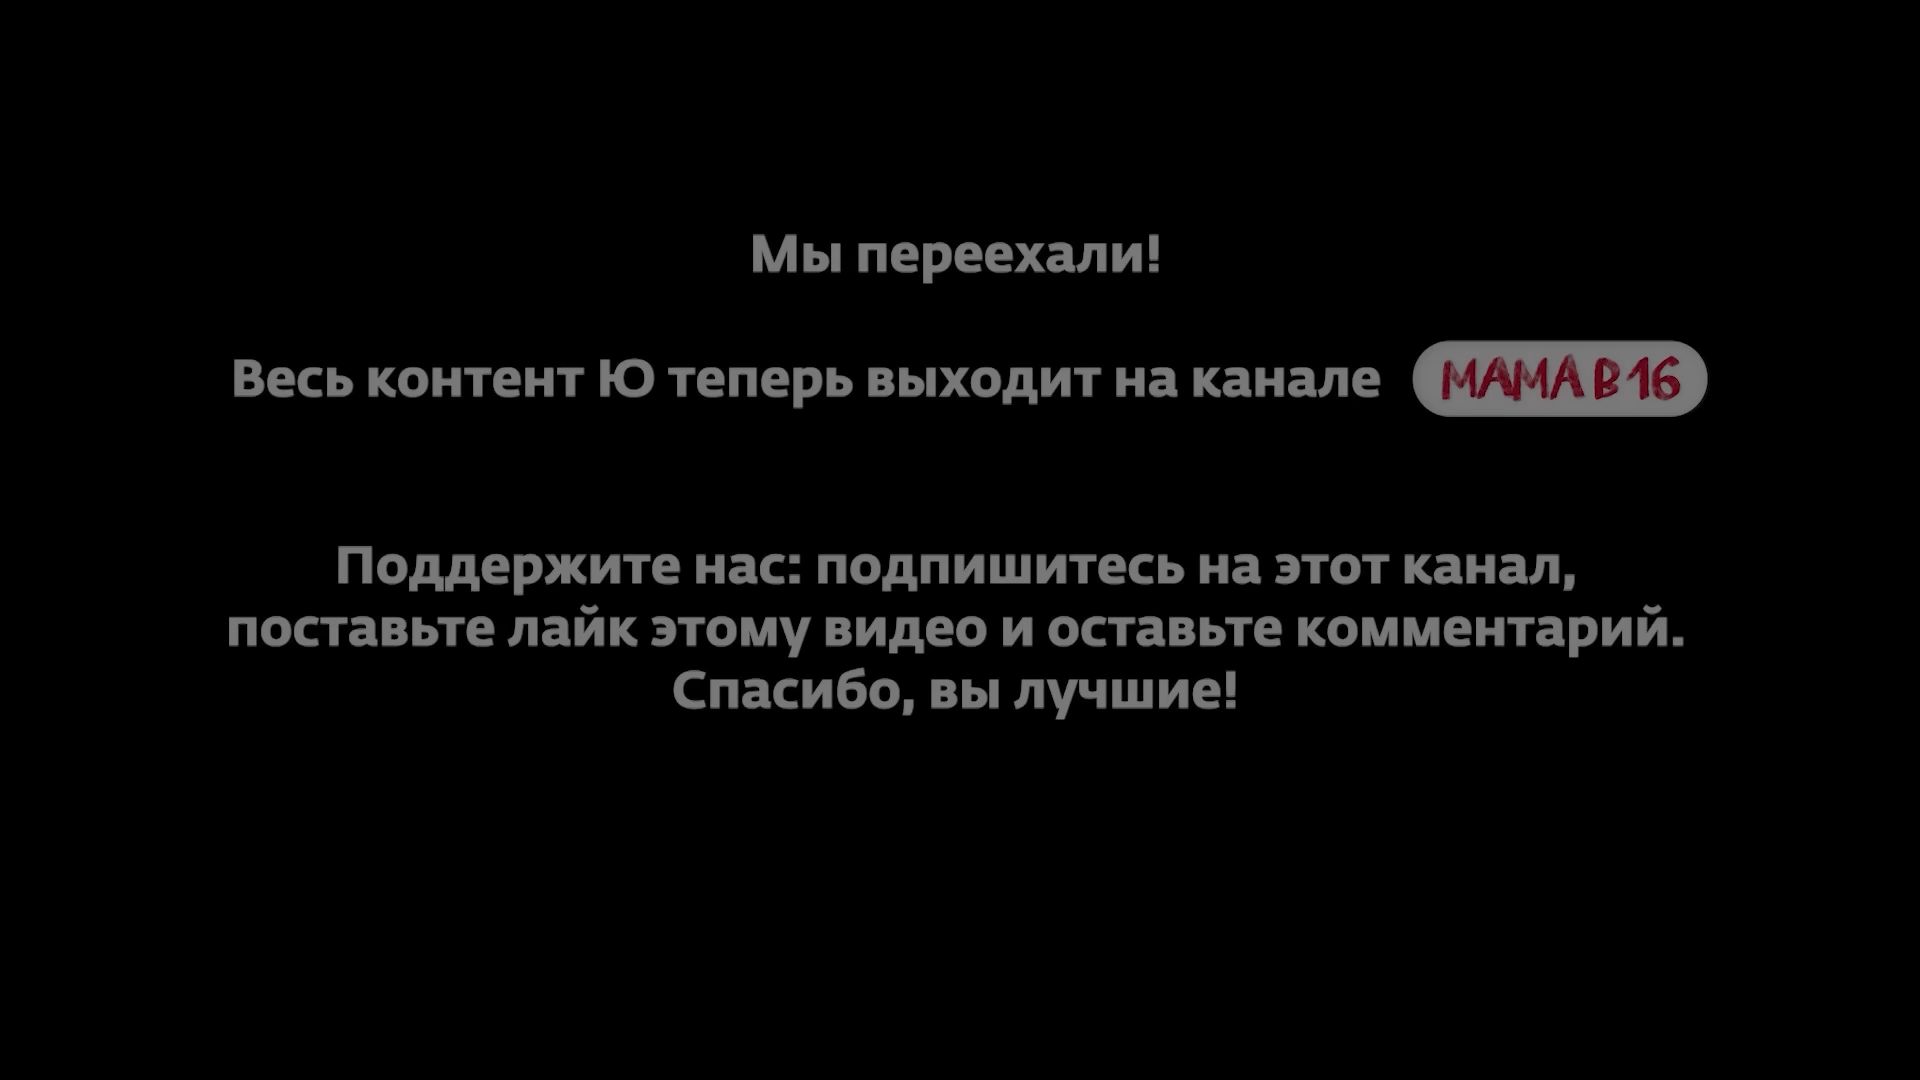 Мы переехали!
Весь контент Ю теперь выходит на канале МАМА В 16
Поддержите нас: подпишитесь на этот канал,
поставьте лайк этому видео и оставьте комментарий.
Спасибо, вы лучшие!